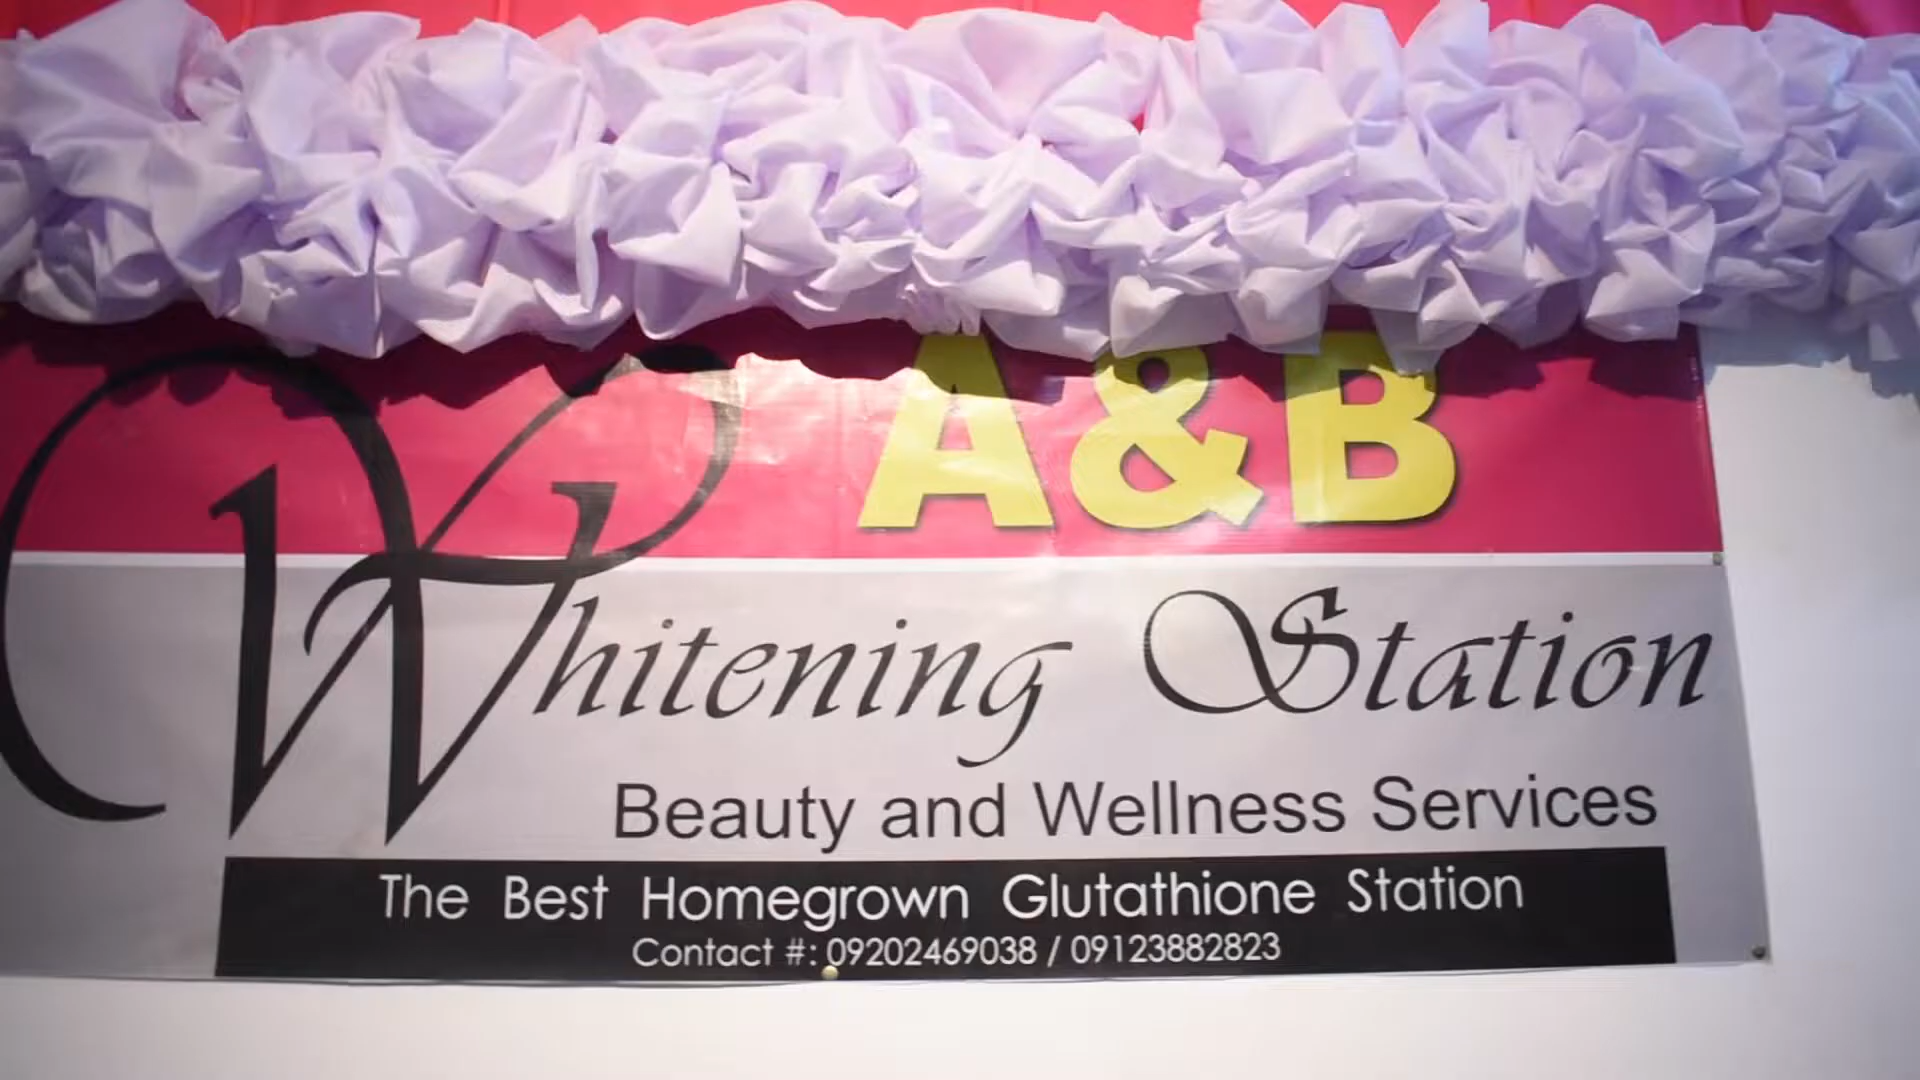 A&B
Whitening Station
Beauty and Wellness Services
The Best Homegrown Glutathione Station
Contact #: 09202469038 / 09123882823